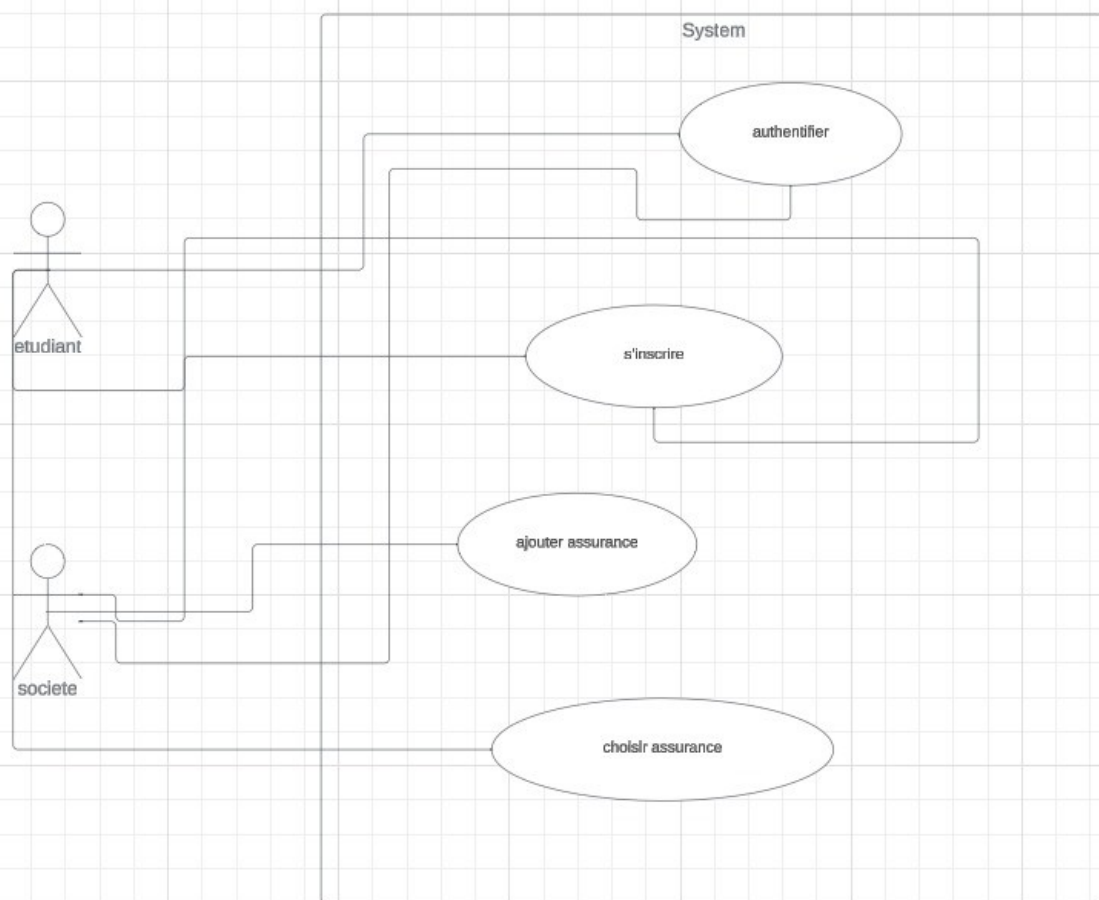 System
authentifier
etudiant
s'inscrire
ajouter assurance
societe
choisir assurance